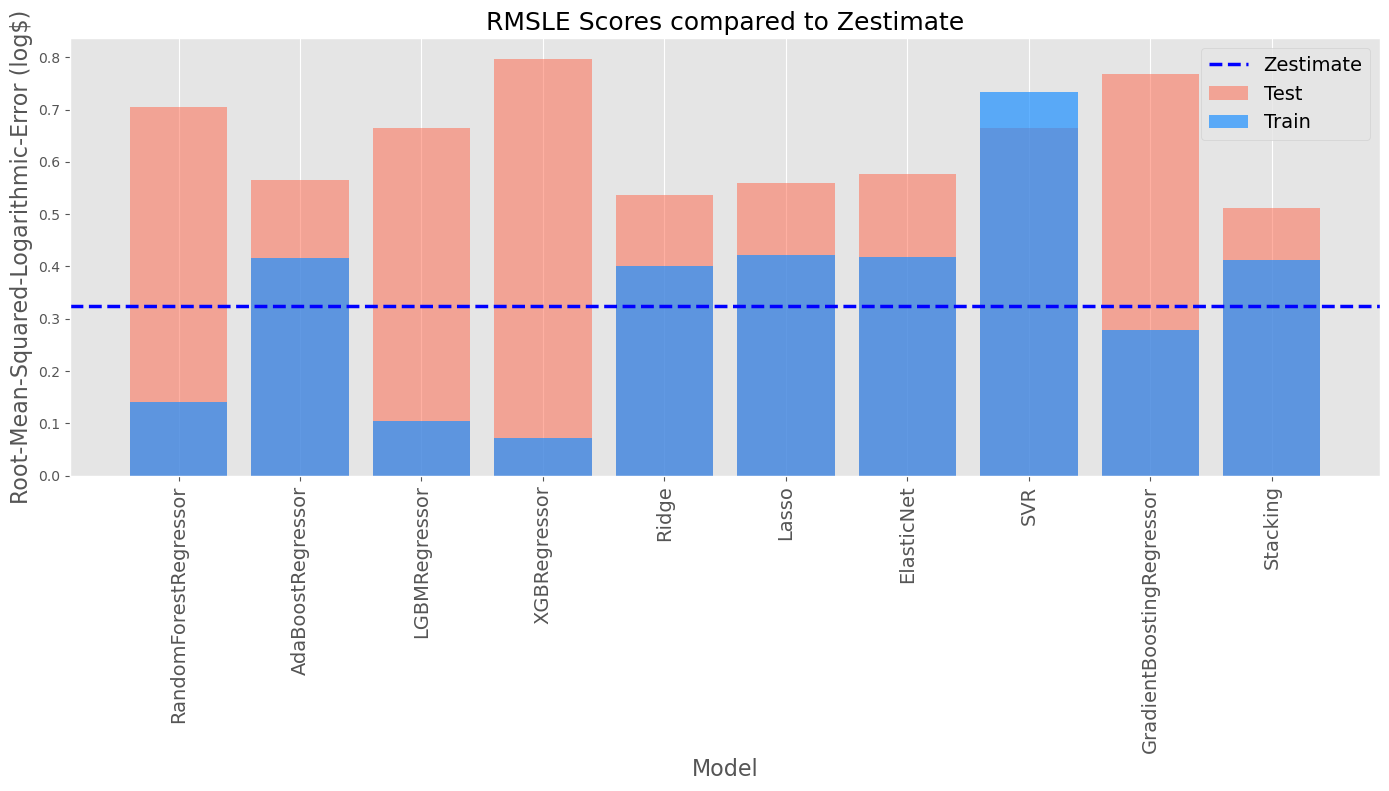 RMSLE Scores compared to Zestimate
Root-Mean-Squared-Logarithmic-Error (log$)
0.8
0.7
0.6
0.5
0.4
0.3
0.2
0.1
0.0
Zestimate
Test
Train
RandomForestRegressor
AdaBoostRegressor
LGBMRegressor
XGBRegressor
Ridge
Lasso
ElasticNet
SVR
GradientBoostingRegressor
Stacking
Model